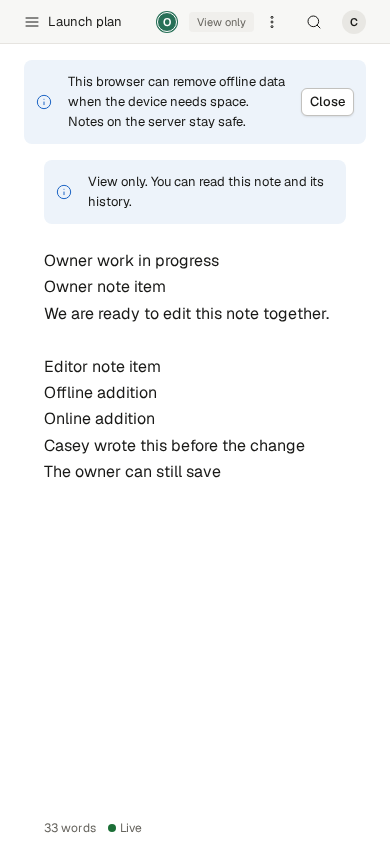 Launch plan
O
View only
C
This browser can remove offline data
when the device needs space.
Notes on the server stay safe.
Close
View only. You can read this note and its
history.
Owner work in progress
Owner note item
We are ready to edit this note together.
Editor note item
Offline addition
Online addition
Casey wrote this before the change
The owner can still save
33 words
Live